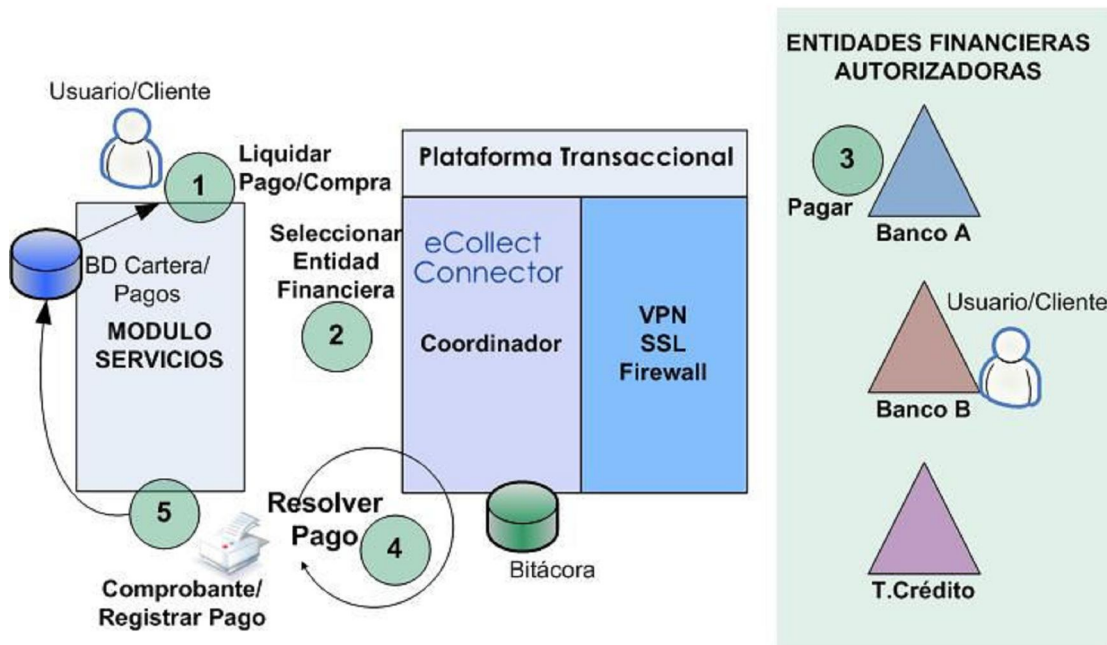 Usuario/Cliente
1
Liquidar
Pago/Compra
BD Cartera/
Pagos
MODULO
SERVICIOS
Seleccionar
Entidad
Financiera
2
Plataforma Transaccional
eCollect
Connector
Coordinador
VPN
SSL
Firewall
Bitácora
Resolver
Pago
4
5
Comprobante/
Registrar Pago
ENTIDADES FINANCIERAS
AUTORIZADORAS
3
Pagar
Banco A
Usuario/Cliente
Banco B
T.Crédito